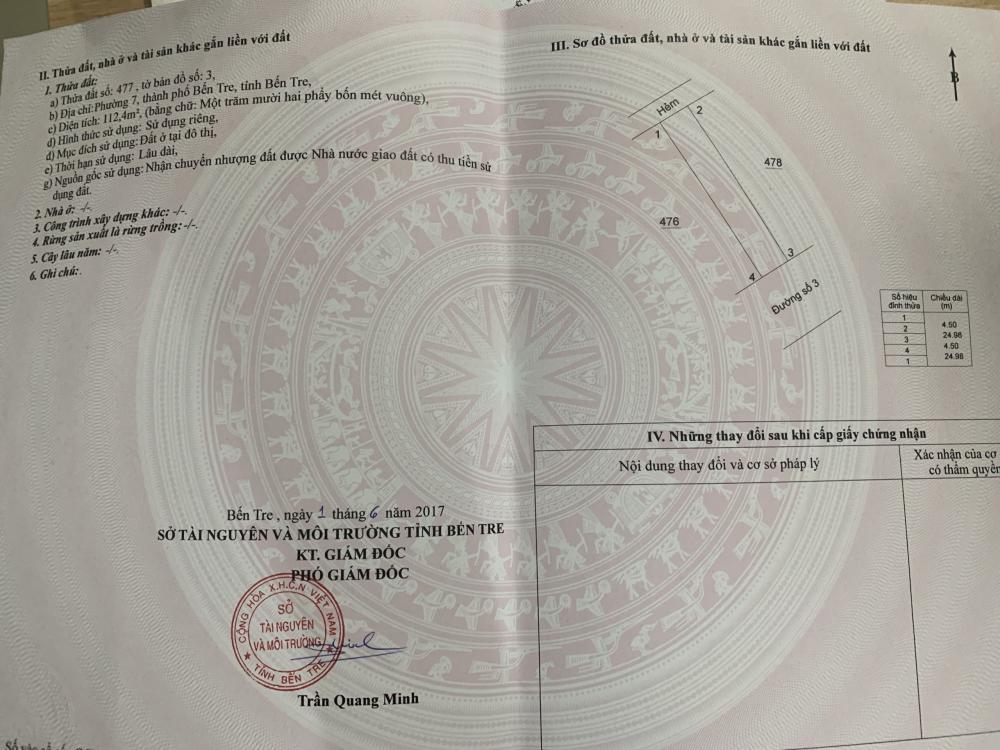 II. Thửa đất, nhà ở và tài sản khác gắn liền với đất
1. Thửa đất:
a) Thửa đất số: 477 , tờ bản đồ số: 3,
b) Địa chỉ: Phường 7, thành phố Bến Tre, tỉnh Bến Tre,
c) Diện tích: 112,4m², (bằng chữ: Một trăm mười hai phẩy bốn mét vuông),
d) Hình thức sử dụng: Sử dụng riêng,
đ) Mục đích sử dụng: Đất ở tại đô thị,
e) Thời hạn sử dụng: Lâu dài,
g) Nguồn gốc sử dụng: Nhận chuyển nhượng đất được Nhà nước giao đất có thu tiền sử
dụng đất.
2. Nhà ở: -/-.
3. Công trình xây dựng khác: -/-.
4. Rừng sản xuất là rừng trồng: -/-.
5. Cây lâu năm: -/-.
6. Ghi chú:.
Bến Tre , ngày 1 tháng 6 năm 2017
SỞ TÀI NGUYÊN VÀ MÔI TRƯỜNG TỈNH BẾN TRE
KT. GIÁM ĐỐC
PHÓ GIÁM ĐỐC
CỘNG HÒA X.H.C.N VIỆT NAM
SỞ
TÀI NGUYÊN
VÀ MÔI TRƯỜNG
★ TỈNH BẾN TRE ★
Trần Quang Minh
III. Sơ đồ thửa đất, nhà ở và tài sản khác gắn liền với đất
B
Hẻm
1
2
478
476
3
4
Đường số 3
Số hiệu đỉnh thửa
Chiều dài (m)
1
4.50
2
24.98
3
4.50
4
24.98
1
IV. Những thay đổi sau khi cấp giấy chứng nhận
Nội dung thay đổi và cơ sở pháp lý
Xác nhận của cơ
có thẩm quyền